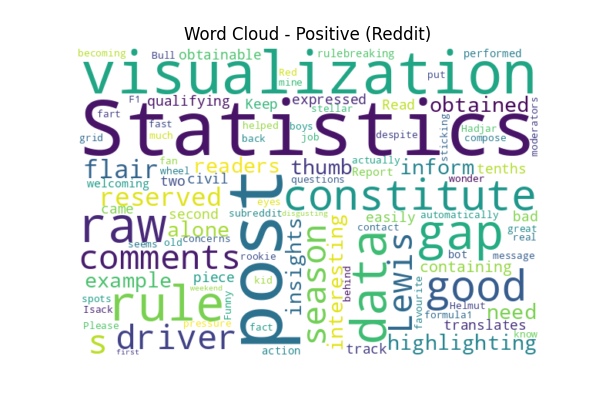 Word Cloud - Positive (Reddit)
becoming Bull obtainable rulebreaking performed
visualization
Red mine put
F1 qualifying expressed Keep stellar Read obtained
Statistics
fart fast boys despite Hadjar
grid much helped back job sticking compose moderators
flair readers thumb inform tenths
fan wheel actually Report wonder
welcoming two civil eyes questions
reserved constitute
came second alone subreddit disgusting easily automatically bad
raw post insights season interesting data Lewis gap
seems old concerns contact containing great real
comments rookie bot message
example piece kid behind favourite good
spots rule Funny Helmut need
Isack weekend formula1 translates
Please pressure fact know
s driver track highlighting
first action